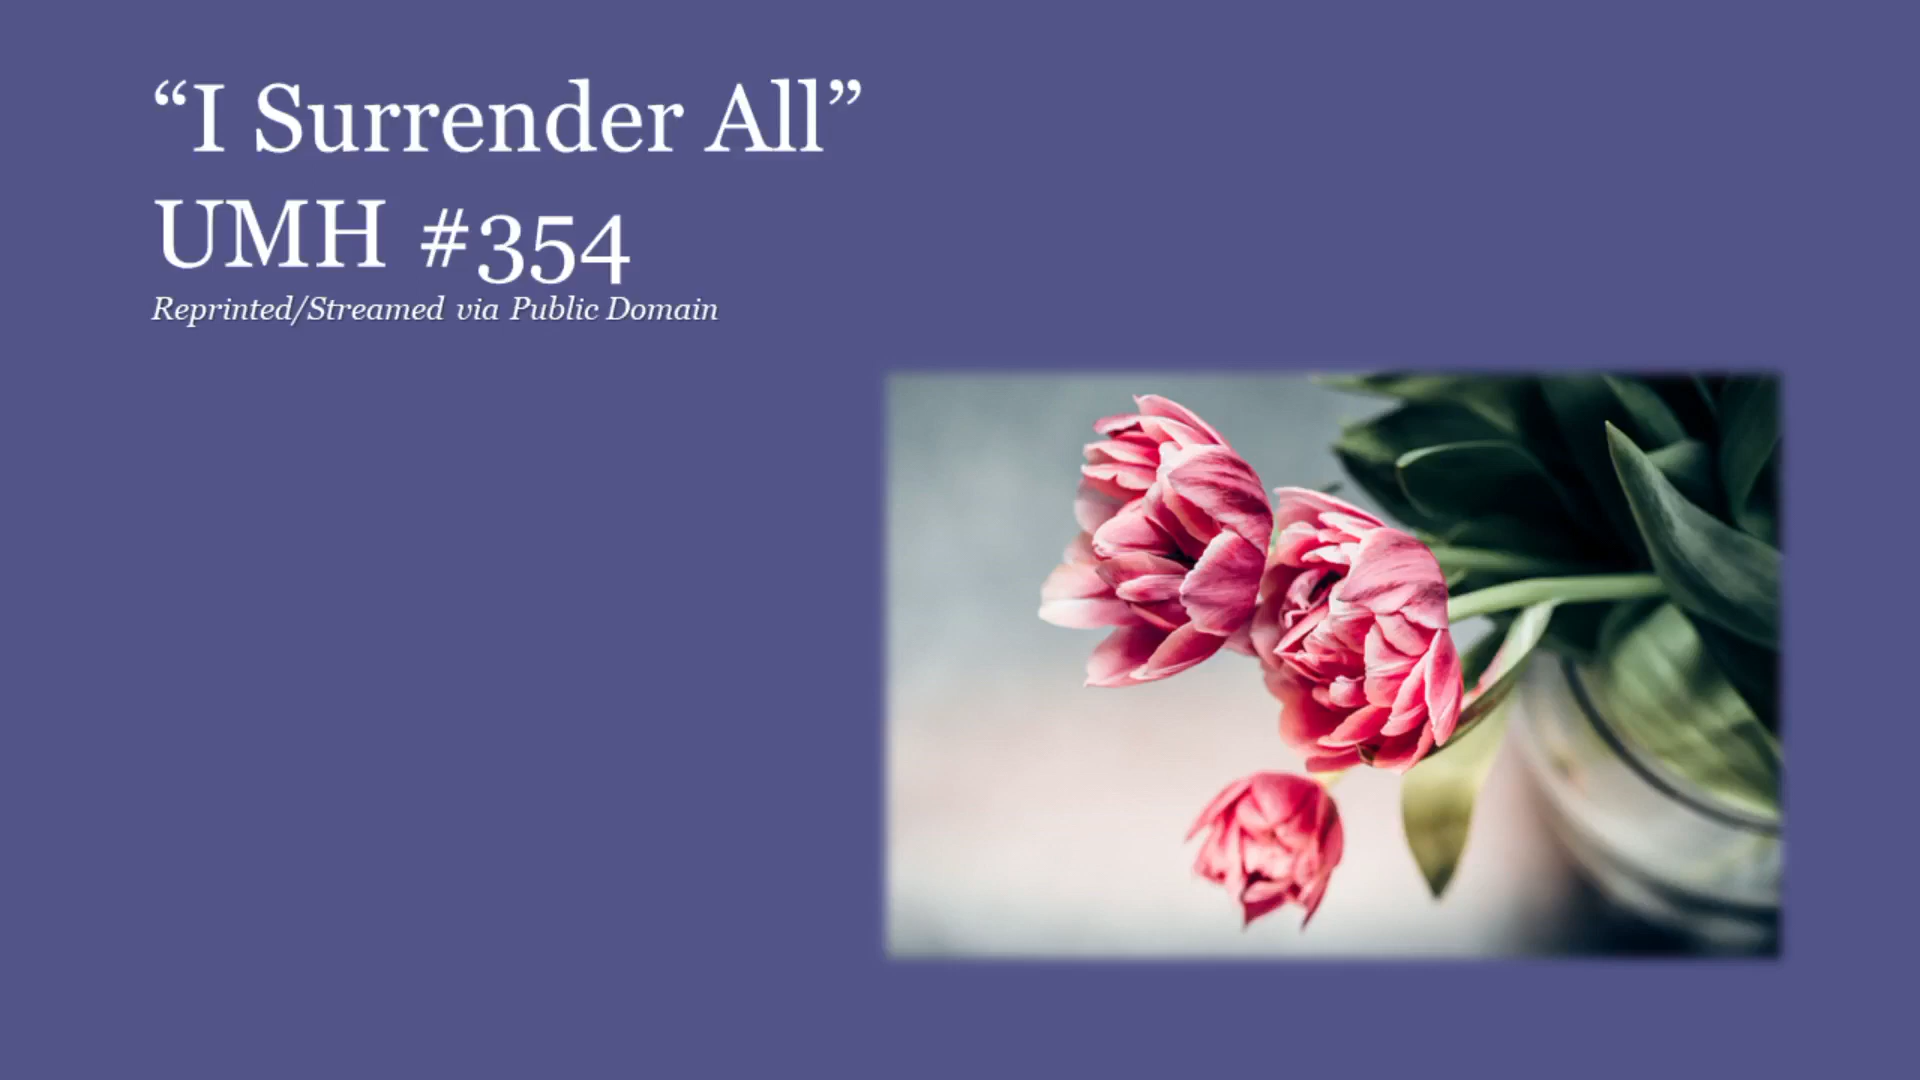 “I Surrender All”
UMH #354
Reprinted/Streamed via Public Domain